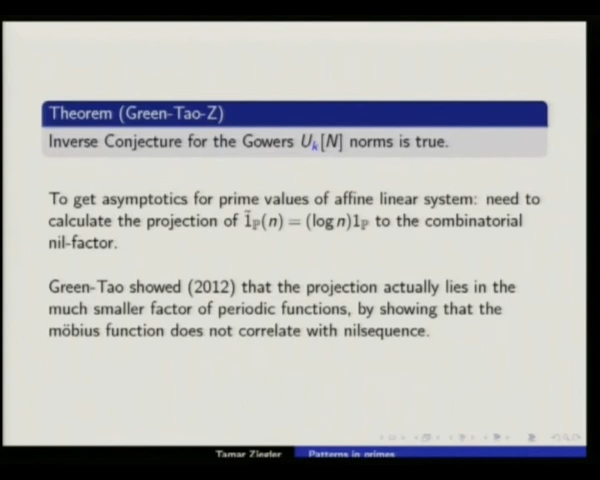 Theorem (Green-Tao-Z)
Inverse Conjecture for the Gowers U_k[N] norms is true.
To get asymptotics for prime values of affine linear system: need to
calculate the projection of 1̃_ℙ(n) = (log n)1_ℙ to the combinatorial
nil-factor.
Green-Tao showed (2012) that the projection actually lies in the
much smaller factor of periodic functions, by showing that the
möbius function does not correlate with nilsequence.
Tamar Ziegler Patterns in primes